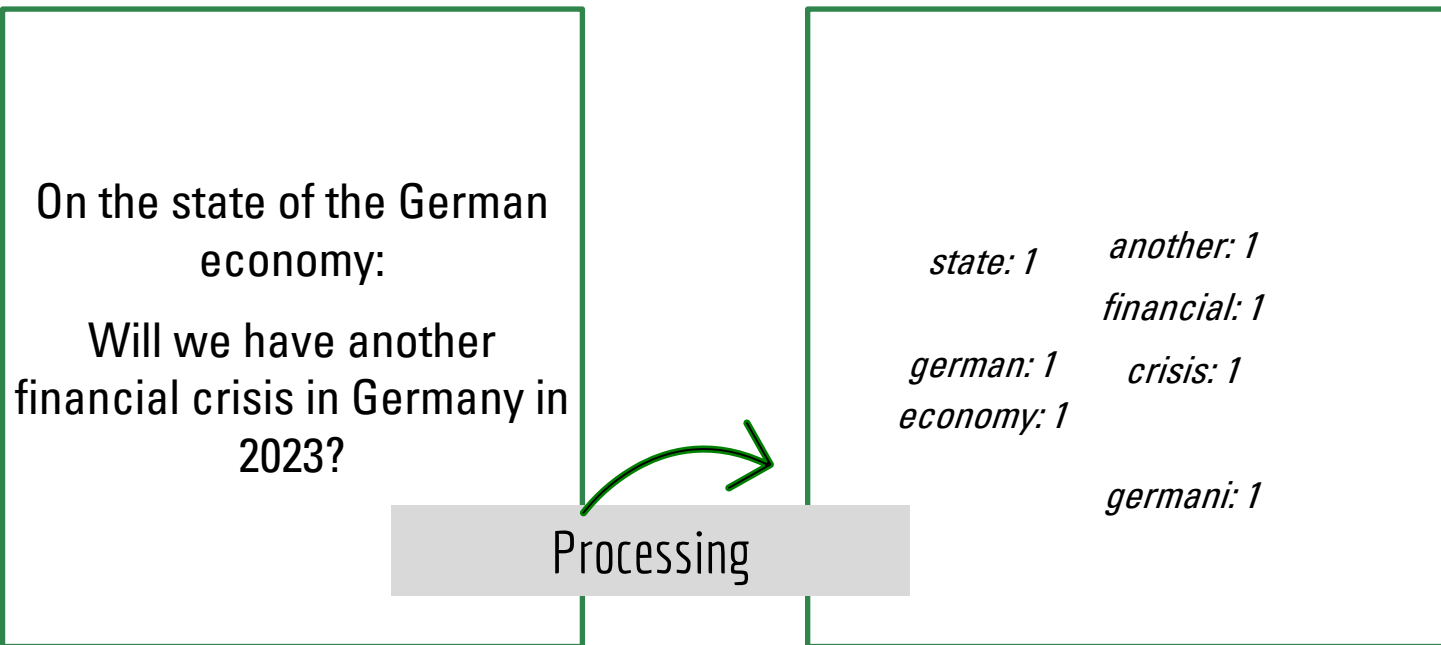 On the state of the German
economy:
Will we have another
financial crisis in Germany in
2023?
Processing
state: 1
german: 1
economy: 1
another: 1
financial: 1
crisis: 1
germani: 1